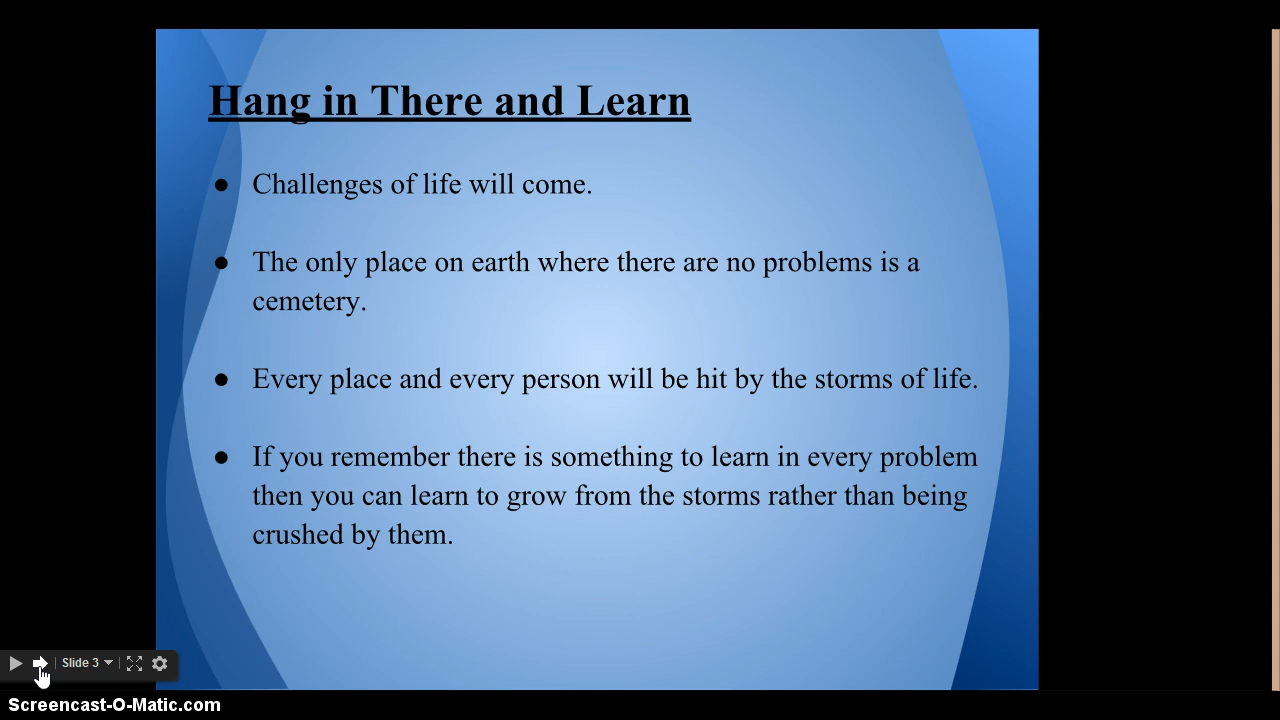 Hang in There and Learn
● Challenges of life will come.
● The only place on earth where there are no problems is a
cemetery.
● Every place and every person will be hit by the storms of life.
● If you remember there is something to learn in every problem
then you can learn to grow from the storms rather than being
crushed by them.
Slide 3
Screencast-O-Matic.com